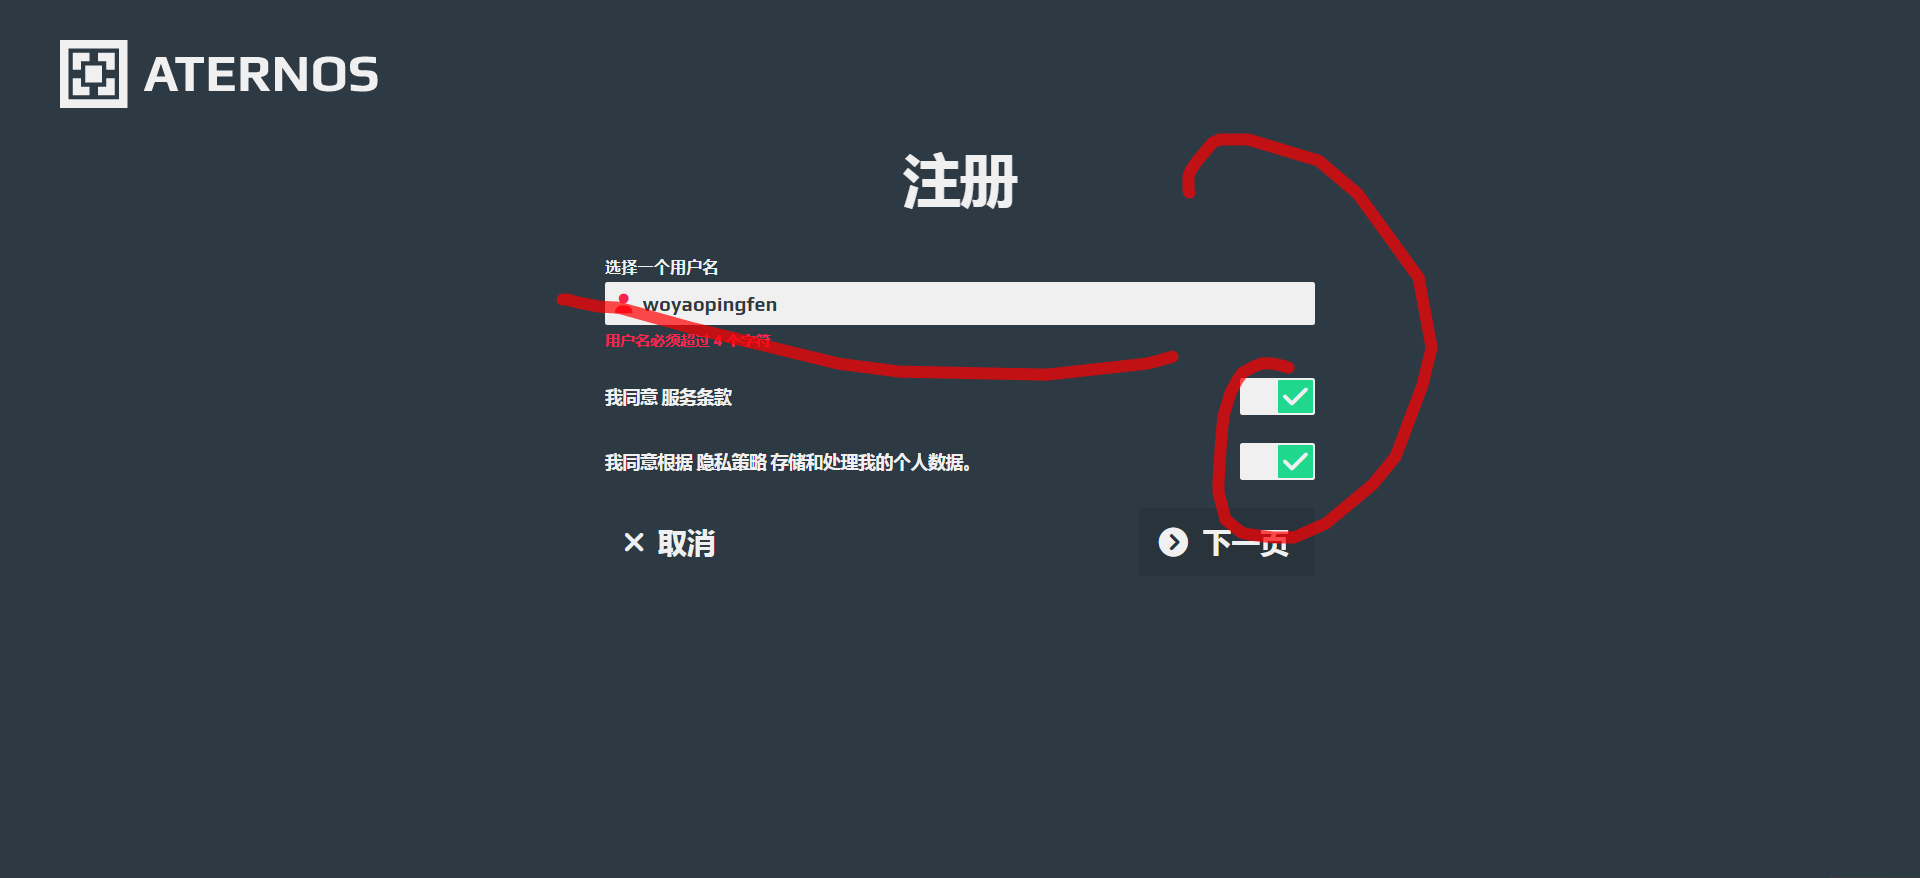 ATERNOS
注册
选择一个用户名
woyaopingfen
用户名必须超过 4 个字符
我同意 服务条款
我同意根据 隐私策略 存储和处理我的个人数据。
取消
下一页